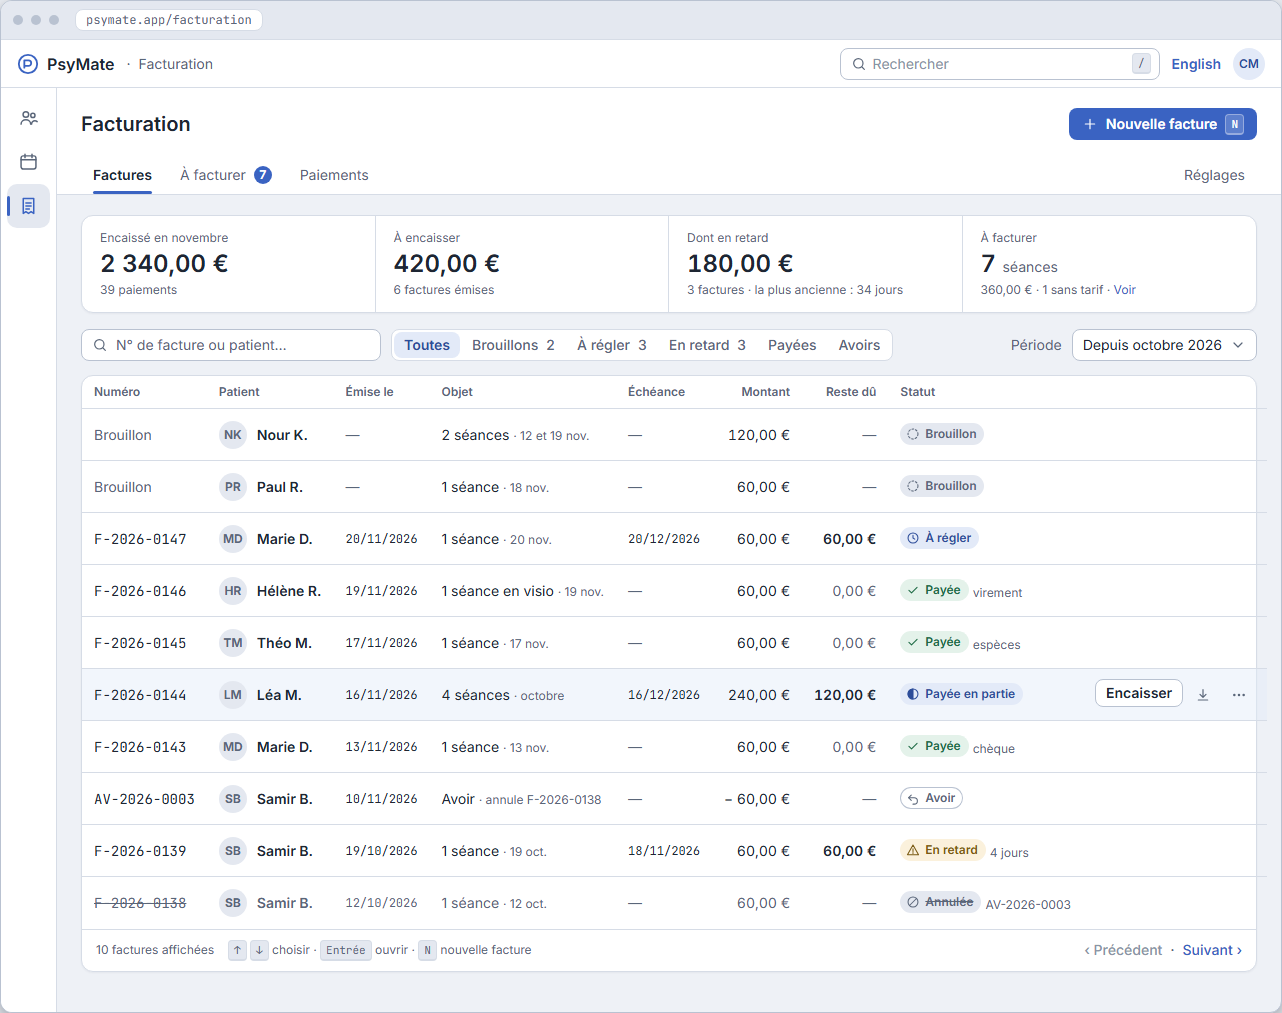 psymate.app/facturation
PsyMate · Facturation
Rechercher /
English
CM
Facturation
+ Nouvelle facture N
Factures
À facturer 7
Paiements
Réglages
Encaissé en novembre
2 340,00 €
39 paiements
À encaisser
420,00 €
6 factures émises
Dont en retard
180,00 €
3 factures · la plus ancienne : 34 jours
À facturer
7 séances
360,00 € · 1 sans tarif · Voir
N° de facture ou patient...
Toutes Brouillons 2 À régler 3 En retard 3 Payées Avoirs
Période Depuis octobre 2026
Numéro Patient Émise le Objet Échéance Montant Reste dû Statut
Brouillon NK Nour K. — 2 séances · 12 et 19 nov. — 120,00 € — Brouillon
Brouillon PR Paul R. — 1 séance · 18 nov. — 60,00 € — Brouillon
F-2026-0147 MD Marie D. 20/11/2026 1 séance · 20 nov. 20/12/2026 60,00 € 60,00 € À régler
F-2026-0146 HR Hélène R. 19/11/2026 1 séance en visio · 19 nov. — 60,00 € 0,00 € Payée virement
F-2026-0145 TM Théo M. 17/11/2026 1 séance · 17 nov. — 60,00 € 0,00 € Payée espèces
F-2026-0144 LM Léa M. 16/11/2026 4 séances · octobre 16/12/2026 240,00 € 120,00 € Payée en partie Encaisser ...
F-2026-0143 MD Marie D. 13/11/2026 1 séance · 13 nov. — 60,00 € 0,00 € Payée chèque
AV-2026-0003 SB Samir B. 10/11/2026 Avoir · annule F-2026-0138 — − 60,00 € — Avoir
F-2026-0139 SB Samir B. 19/10/2026 1 séance · 19 oct. 18/11/2026 60,00 € 60,00 € En retard 4 jours
F-2026-0138 SB Samir B. 12/10/2026 1 séance · 12 oct. — 60,00 € — Annulée AV-2026-0003
10 factures affichées ↑ ↓ choisir · Entrée ouvrir · N nouvelle facture
‹ Précédent · Suivant ›